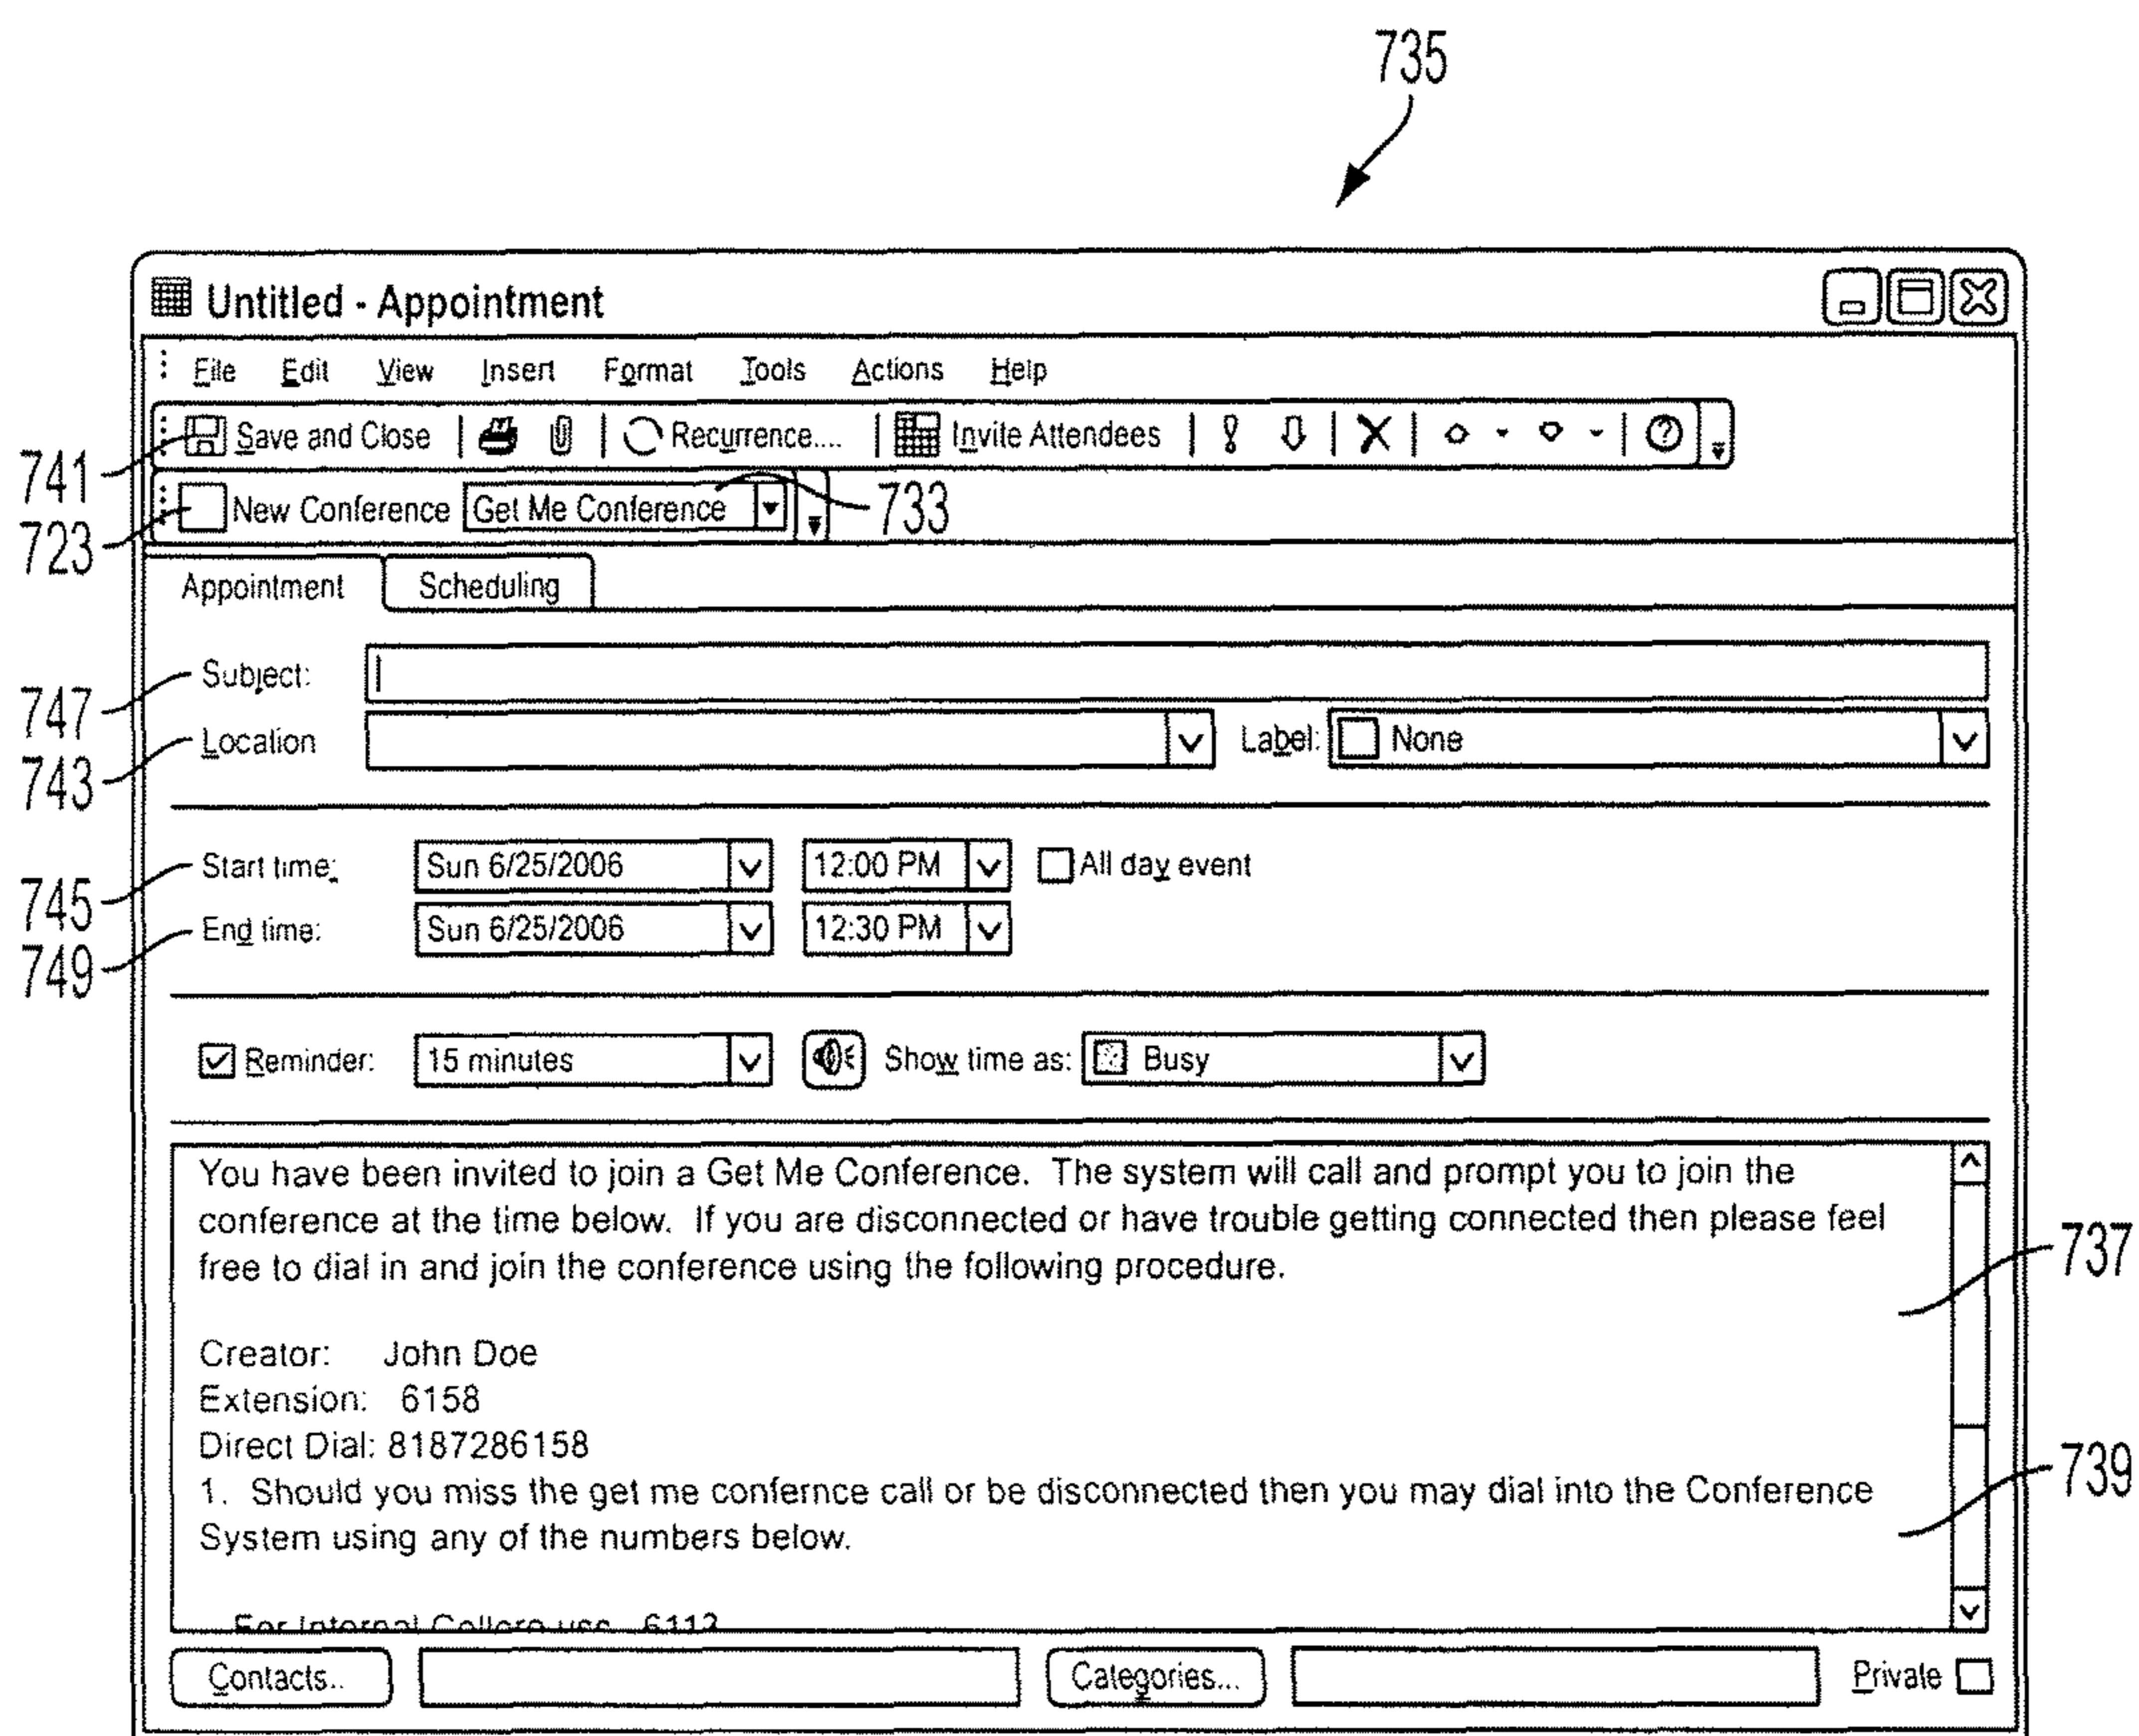 735
Untitled - Appointment
File Edit View Insert Format Tools Actions Help
741 Save and Close Recurrence.... Invite Attendees
723 New Conference Get Me Conference 733
Appointment Scheduling
747 Subject:
743 Location Label: None
745 Start time: Sun 6/25/2006 12:00 PM All day event
749 End time: Sun 6/25/2006 12:30 PM
Reminder: 15 minutes Show time as: Busy
You have been invited to join a Get Me Conference. The system will call and prompt you to join the
conference at the time below. If you are disconnected or have trouble getting connected then please feel
free to dial in and join the conference using the following procedure.
737
Creator: John Doe
Extension: 6158
Direct Dial: 8187286158
1. Should you miss the get me confernce call or be disconnected then you may dial into the Conference
739
System using any of the numbers below.
For Internal
Contacts.. Categories... Private